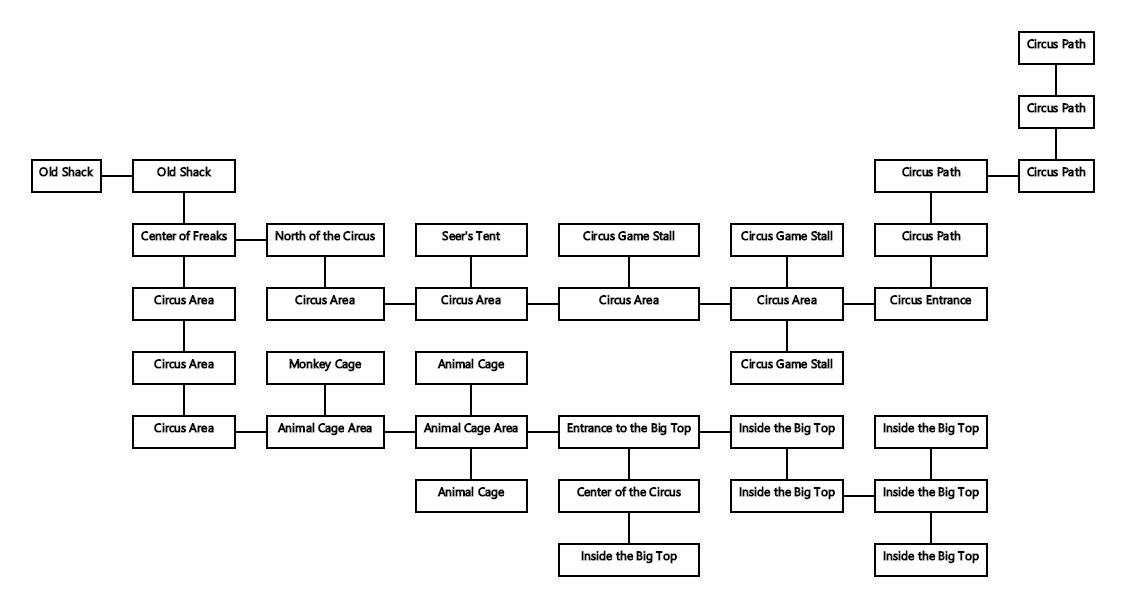 Circus Path
Circus Path
Old Shack
Old Shack
Circus Path
Circus Path
Center of Freaks
North of the Circus
Seer's Tent
Circus Game Stall
Circus Game Stall
Circus Path
Circus Area
Circus Area
Circus Area
Circus Area
Circus Area
Circus Entrance
Circus Area
Monkey Cage
Animal Cage
Circus Game Stall
Circus Area
Animal Cage Area
Animal Cage Area
Entrance to the Big Top
Inside the Big Top
Inside the Big Top
Animal Cage
Center of the Circus
Inside the Big Top
Inside the Big Top
Inside the Big Top
Inside the Big Top